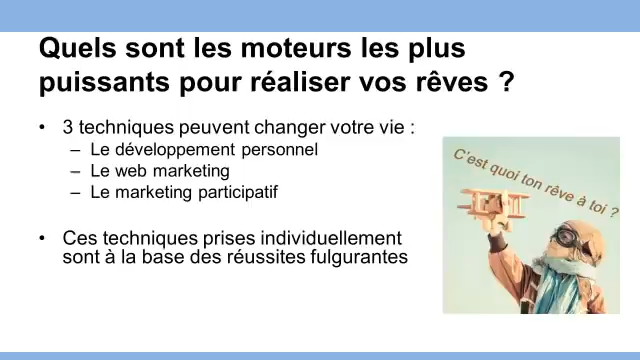 Quels sont les moteurs les plus
puissants pour réaliser vos rêves ?
• 3 techniques peuvent changer votre vie :
– Le développement personnel
– Le web marketing
– Le marketing participatif
• Ces techniques prises individuellement
sont à la base des réussites fulgurantes
C'est quoi ton rêve à toi ?